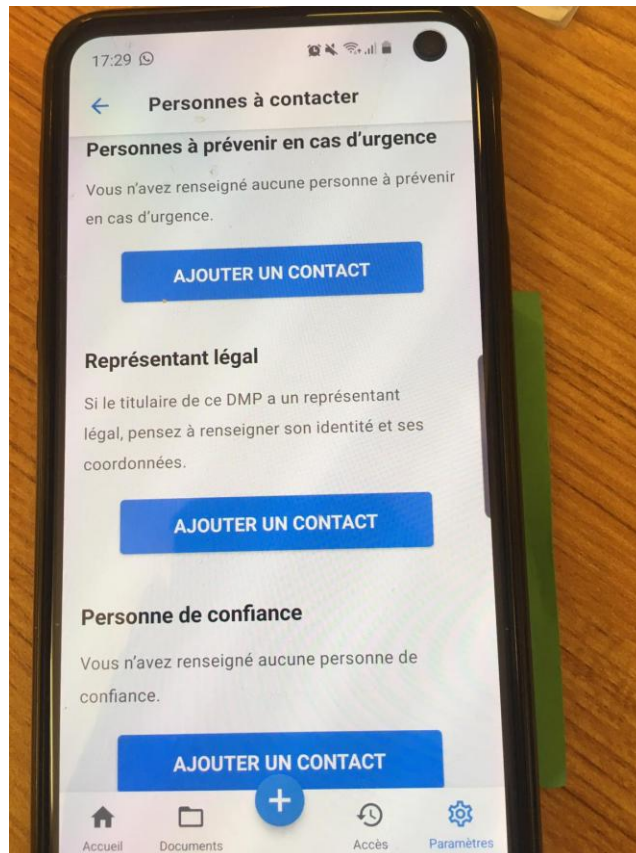 17:29
Personnes à contacter
Personnes à prévenir en cas d'urgence
Vous n'avez renseigné aucune personne à prévenir
en cas d'urgence.
AJOUTER UN CONTACT
Représentant légal
Si le titulaire de ce DMP a un représentant
légal, pensez à renseigner son identité et ses
coordonnées.
AJOUTER UN CONTACT
Personne de confiance
Vous n'avez renseigné aucune personne de
confiance.
AJOUTER UN CONTACT
+
Accueil Documents Accès Paramètres